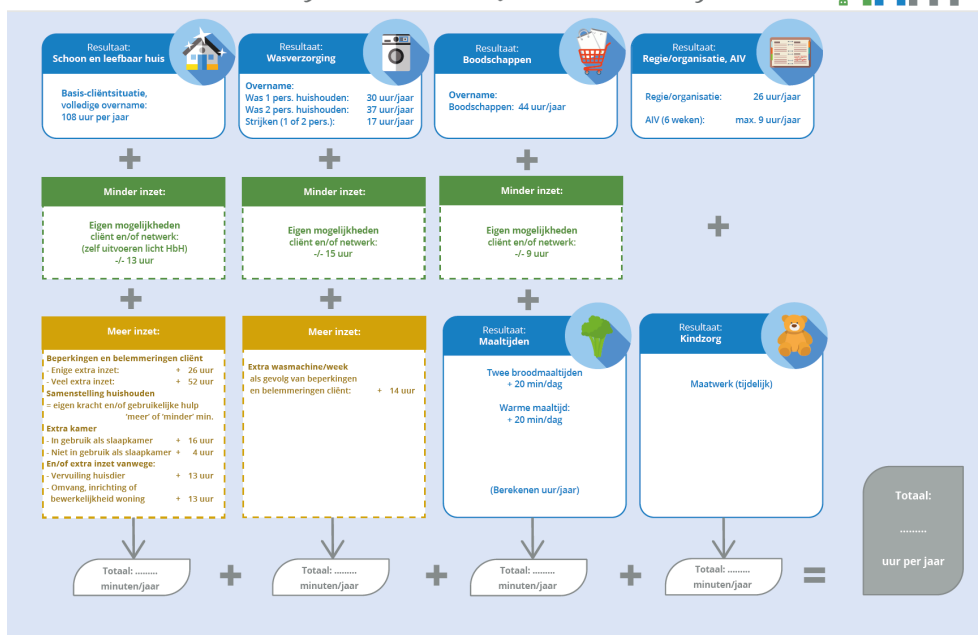 Resultaat:
Schoon en leefbaar huis
Basis-cliëntsituatie,
volledige overname:
108 uur per jaar
Resultaat:
Wasverzorging
Overname:
Was 1 pers. huishouden: 30 uur/jaar
Was 2 pers. huishouden: 37 uur/jaar
Strijken (1 of 2 pers.): 17 uur/jaar
Resultaat:
Boodschappen
Overname:
Boodschappen: 44 uur/jaar
Resultaat:
Regie/organisatie, AIV
Regie/organisatie: 26 uur/jaar
AIV (6 weken): max. 9 uur/jaar
+
+
+
Minder inzet:
Eigen mogelijkheden
cliënt en/of netwerk:
(zelf uitvoeren licht HbH)
-/- 13 uur
Minder inzet:
Eigen mogelijkheden
cliënt en/of netwerk:
-/- 15 uur
Minder inzet:
Eigen mogelijkheden
cliënt en/of netwerk:
-/- 9 uur
+
+
+
+
Meer inzet:
Beperkingen en belemmeringen cliënt
- Enige extra inzet: + 26 uur
- Veel extra inzet: + 52 uur
Samenstelling huishouden
= eigen kracht en/of gebruikelijke hulp
'meer' of 'minder' min.
Extra kamer
- In gebruik als slaapkamer + 16 uur
- Niet in gebruik als slaapkamer + 4 uur
En/of extra inzet vanwege:
- Vervuiling huisdier + 13 uur
- Omvang, inrichting of
bewerkelijkheid woning + 13 uur
Meer inzet:
Extra wasmachine/week
als gevolg van beperkingen
en belemmeringen cliënt: + 14 uur
Resultaat:
Maaltijden
Twee broodmaaltijden
+ 20 min/dag
Warme maaltijd:
+ 20 min/dag
(Berekenen uur/jaar)
Resultaat:
Kindzorg
Maatwerk (tijdelijk)
Totaal: .........
minuten/jaar
+
Totaal: .........
minuten/jaar
+
Totaal: .........
minuten/jaar
+
Totaal: .........
minuten/jaar
=
Totaal:
.........
uur per jaar